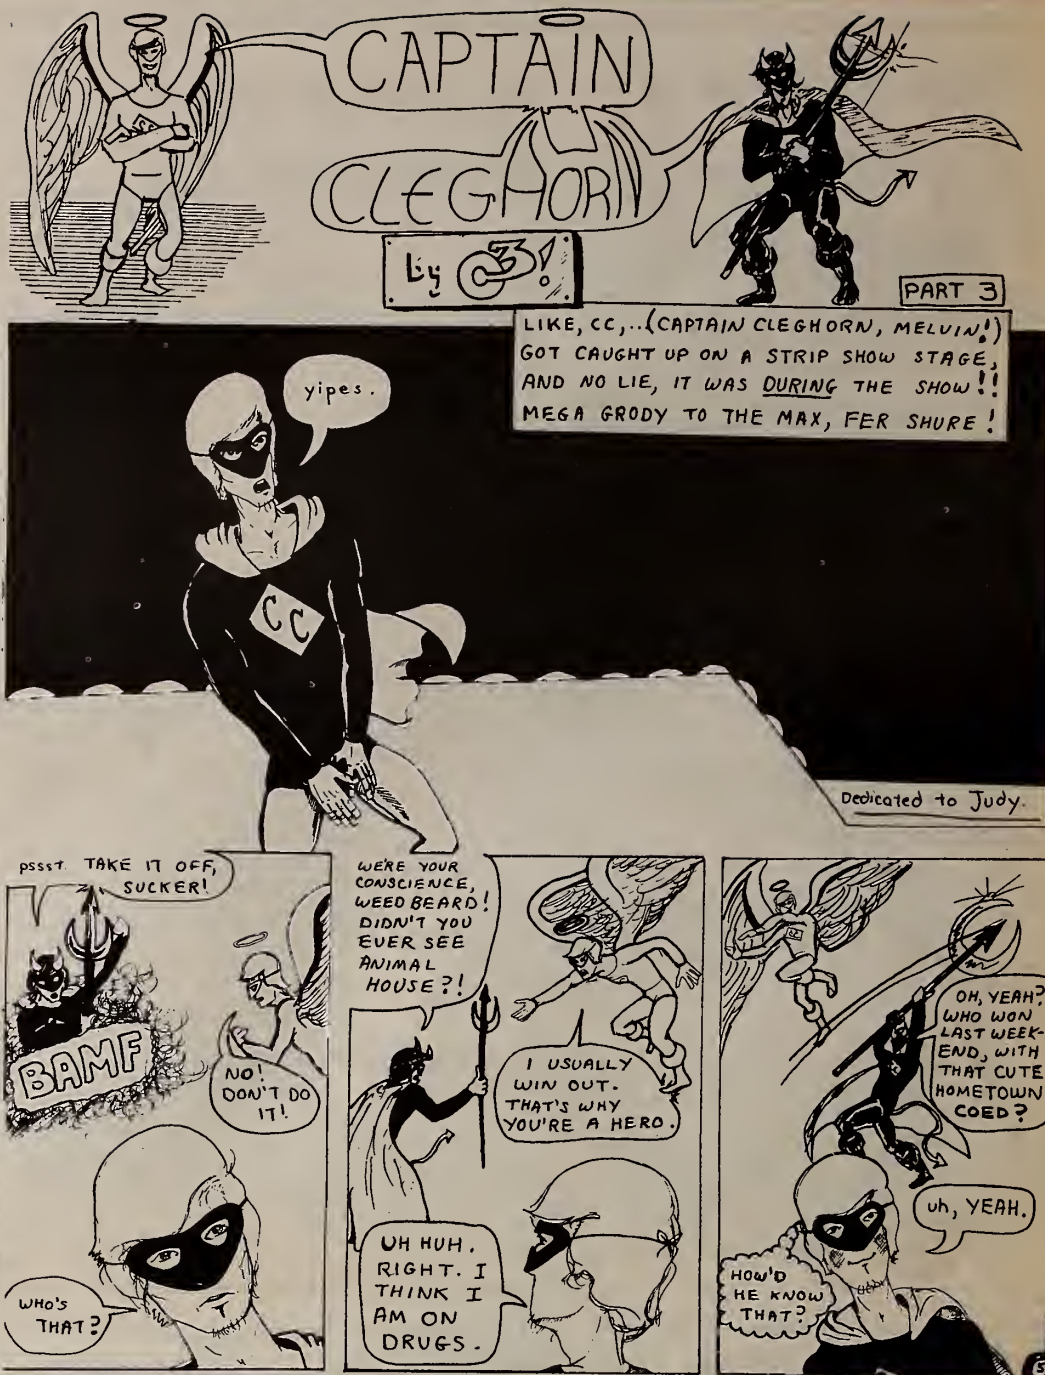 CAPTAIN
CLEGHORN
by C3!
PART 3
LIKE, CC,..(CAPTAIN CLEGHORN, MELVIN!)
GOT CAUGHT UP ON A STRIP SHOW STAGE,
AND NO LIE, IT WAS DURING THE SHOW!!
MEGA GRODY TO THE MAX, FER SHURE!
yipes.
CC
Dedicated to Judy.
pssst. TAKE IT OFF,
SUCKER!
BAMF
NO!
DON'T DO
IT!
WHO'S
THAT?
WE'RE YOUR
CONSCIENCE,
WEED BEARD!
DIDN'T YOU
EVER SEE
ANIMAL
HOUSE?!
I USUALLY
WIN OUT.
THAT'S WHY
YOU'RE A HERO.
UH HUH.
RIGHT. I
THINK I
AM ON
DRUGS.
OH, YEAH?
WHO WON
LAST WEEK-
END, WITH
THAT CUTE
HOMETOWN
COED?
uh, YEAH.
HOW'D
HE KNOW
THAT?
5